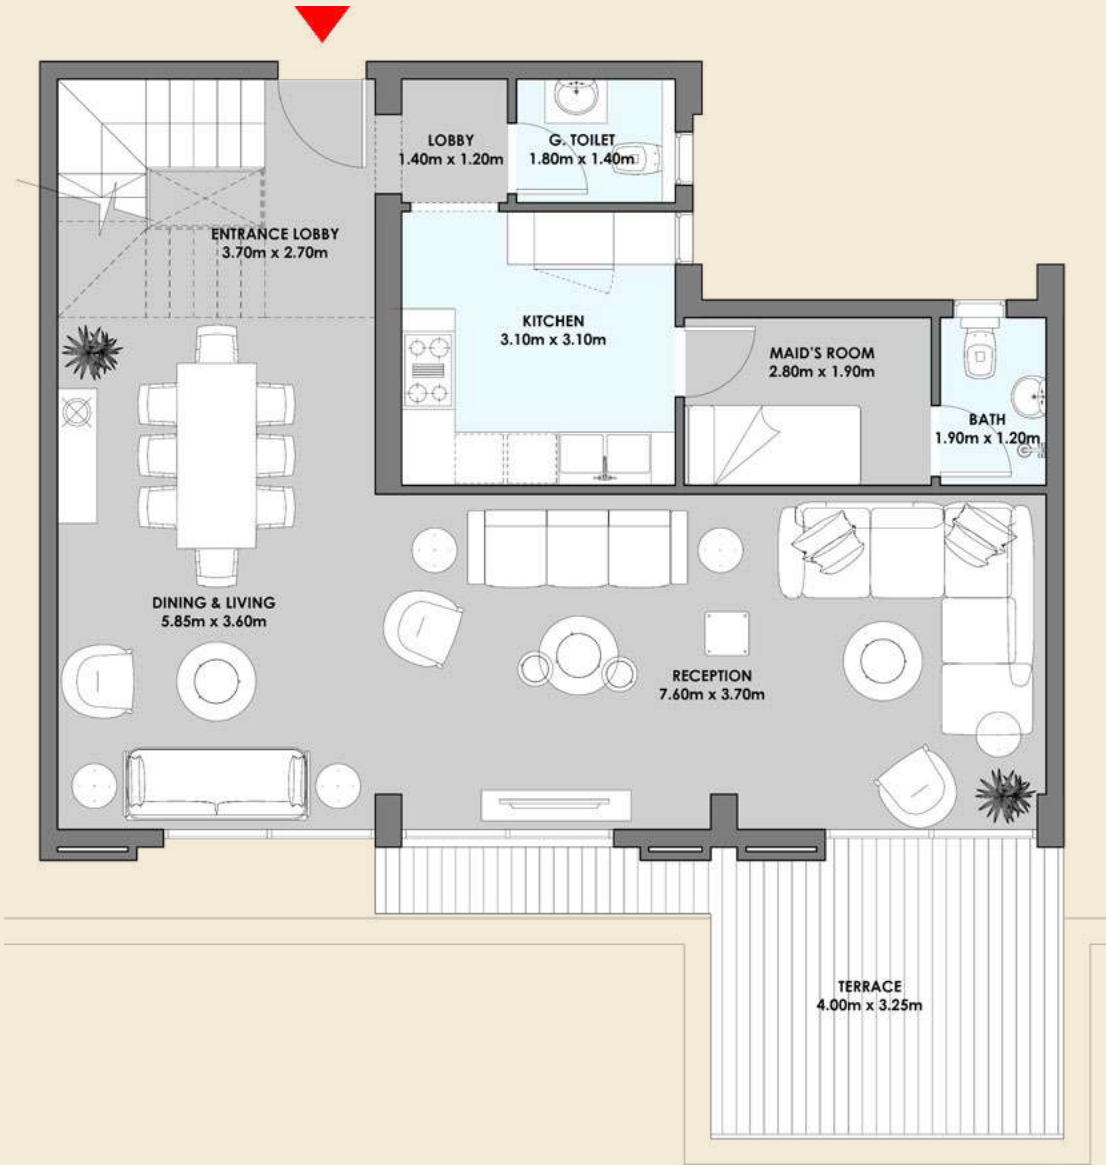 LOBBY
1.40m x 1.20m
G. TOILET
1.80m x 1.40m
ENTRANCE LOBBY
3.70m x 2.70m
KITCHEN
3.10m x 3.10m
MAID'S ROOM
2.80m x 1.90m
BATH
1.90m x 1.20m
DINING & LIVING
5.85m x 3.60m
RECEPTION
7.60m x 3.70m
TERRACE
4.00m x 3.25m